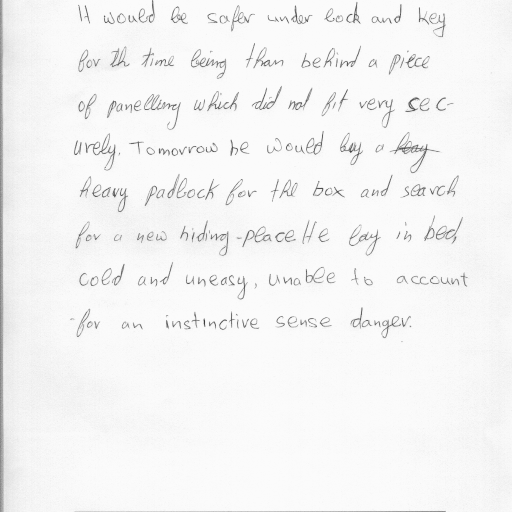 It would be safer under lock and key
for th time being than behind a piece
of panelling which did not fit very sec-
urely. Tomorrow he would buy a
heavy padlock for the box and search
for a new hiding-place He lay in bed,
cold and uneasy, unable to account
for an instinctive sense danger.